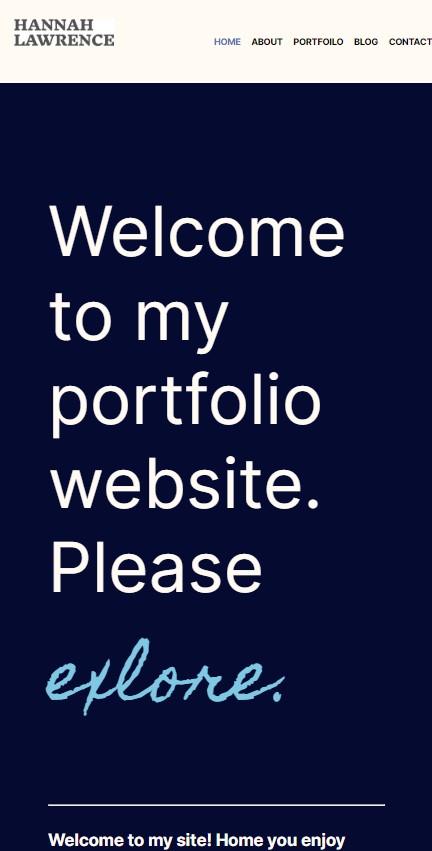 HANNAH
LAWRENCE
HOME ABOUT PORTFOILO BLOG CONTACT
Welcome
to my
portfolio
website.
Please
exlore.
Welcome to my site! Home you enjoy